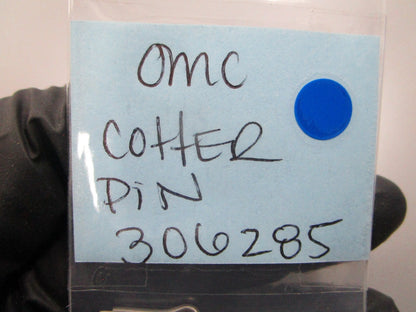 OMC
COTTER
PIN
306285